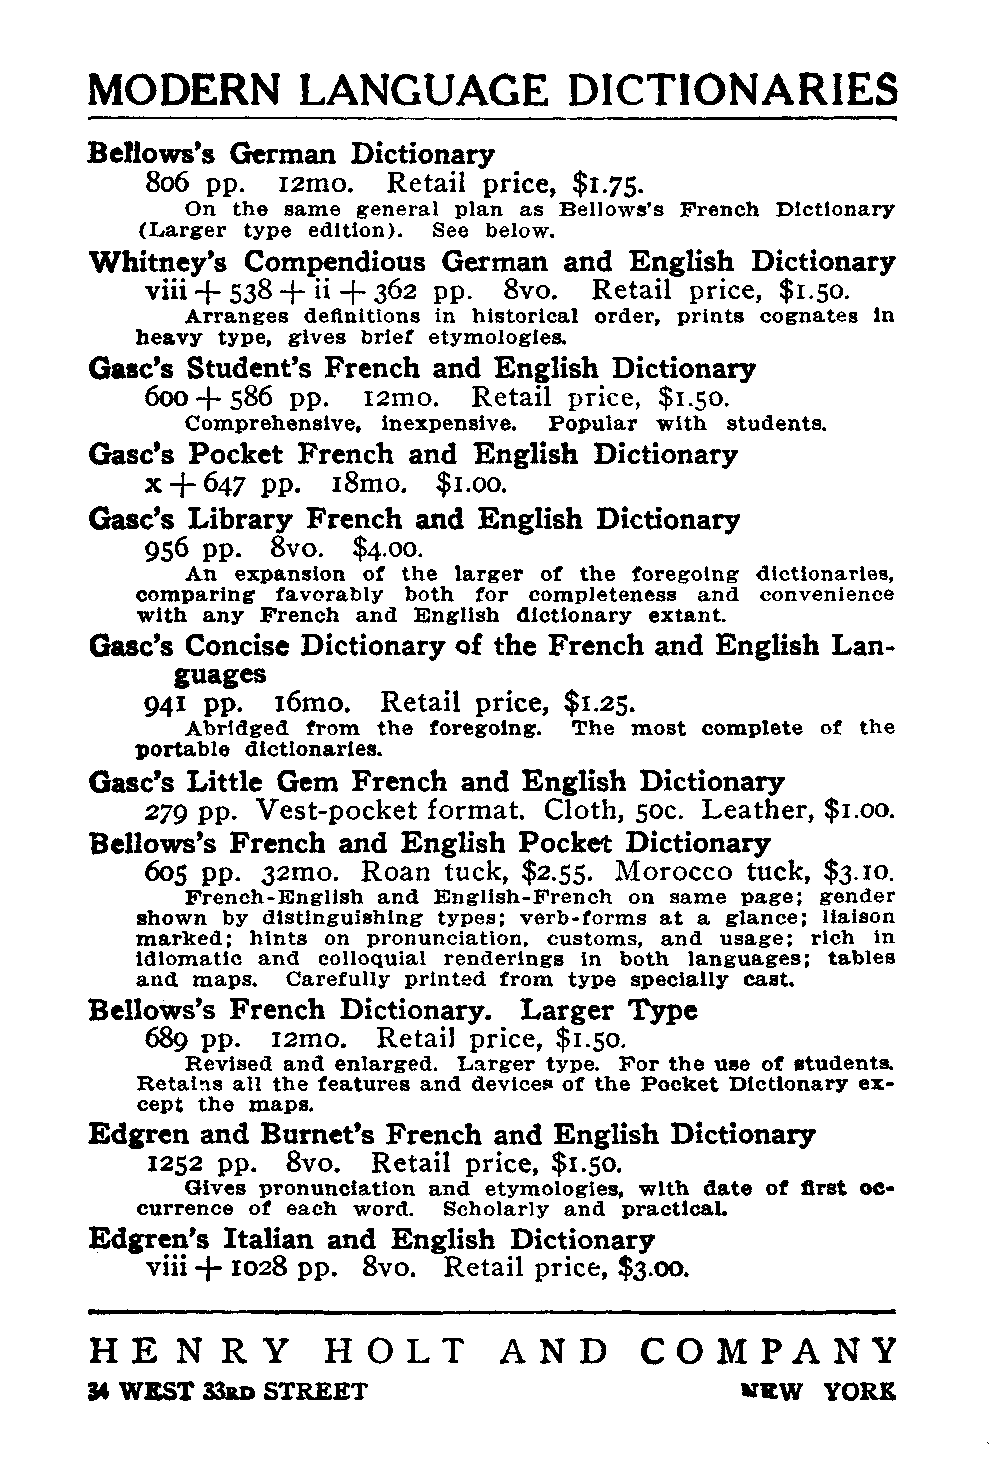 MODERN LANGUAGE DICTIONARIES
Bellows's German Dictionary
806 pp. 12mo. Retail price, $1.75.
On the same general plan as Bellows's French Dictionary
(Larger type edition). See below.
Whitney's Compendious German and English Dictionary
viii + 538 + ii + 362 pp. 8vo. Retail price, $1.50.
Arranges definitions in historical order, prints cognates in
heavy type, gives brief etymologies.
Gasc's Student's French and English Dictionary
600 + 586 pp. 12mo. Retail price, $1.50.
Comprehensive, inexpensive. Popular with students.
Gasc's Pocket French and English Dictionary
x + 647 pp. 18mo. $1.00.
Gasc's Library French and English Dictionary
956 pp. 8vo. $4.00.
An expansion of the larger of the foregoing dictionaries,
comparing favorably both for completeness and convenience
with any French and English dictionary extant.
Gasc's Concise Dictionary of the French and English Lan-
guages
941 pp. 16mo. Retail price, $1.25.
Abridged from the foregoing. The most complete of the
portable dictionaries.
Gasc's Little Gem French and English Dictionary
279 pp. Vest-pocket format. Cloth, 50c. Leather, $1.00.
Bellows's French and English Pocket Dictionary
605 pp. 32mo. Roan tuck, $2.55. Morocco tuck, $3.10.
French-English and English-French on same page; gender
shown by distinguishing types; verb-forms at a glance; liaison
marked; hints on pronunciation, customs, and usage; rich in
idiomatic and colloquial renderings in both languages; tables
and maps. Carefully printed from type specially cast.
Bellows's French Dictionary. Larger Type
689 pp. 12mo. Retail price, $1.50.
Revised and enlarged. Larger type. For the use of students.
Retains all the features and devices of the Pocket Dictionary ex-
cept the maps.
Edgren and Burnet's French and English Dictionary
1252 pp. 8vo. Retail price, $1.50.
Gives pronunciation and etymologies, with date of first oc-
currence of each word. Scholarly and practical.
Edgren's Italian and English Dictionary
viii + 1028 pp. 8vo. Retail price, $3.00.
HENRY HOLT AND COMPANY
34 WEST 33RD STREET NEW YORK